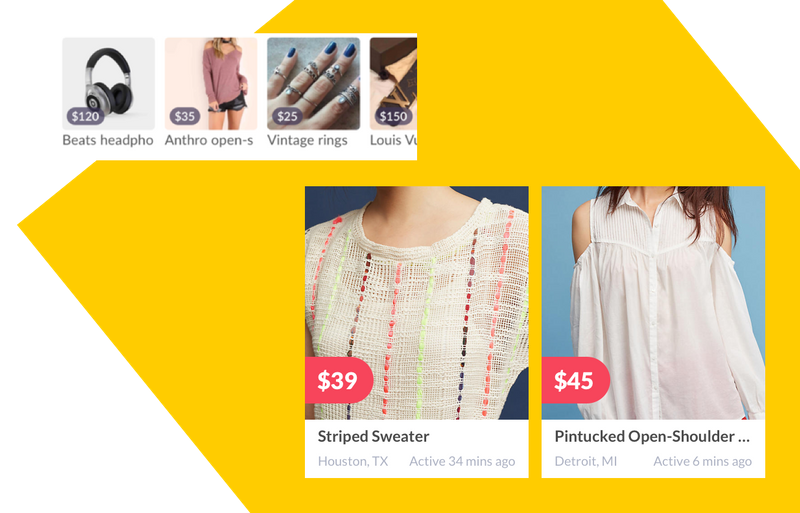 $120
$35
$25
$150
Beats headpho
Anthro open-s
Vintage rings
Louis Vu
$39
$45
Striped Sweater
Pintucked Open-Shoulder ...
Houston, TX Active 34 mins ago
Detroit, MI Active 6 mins ago